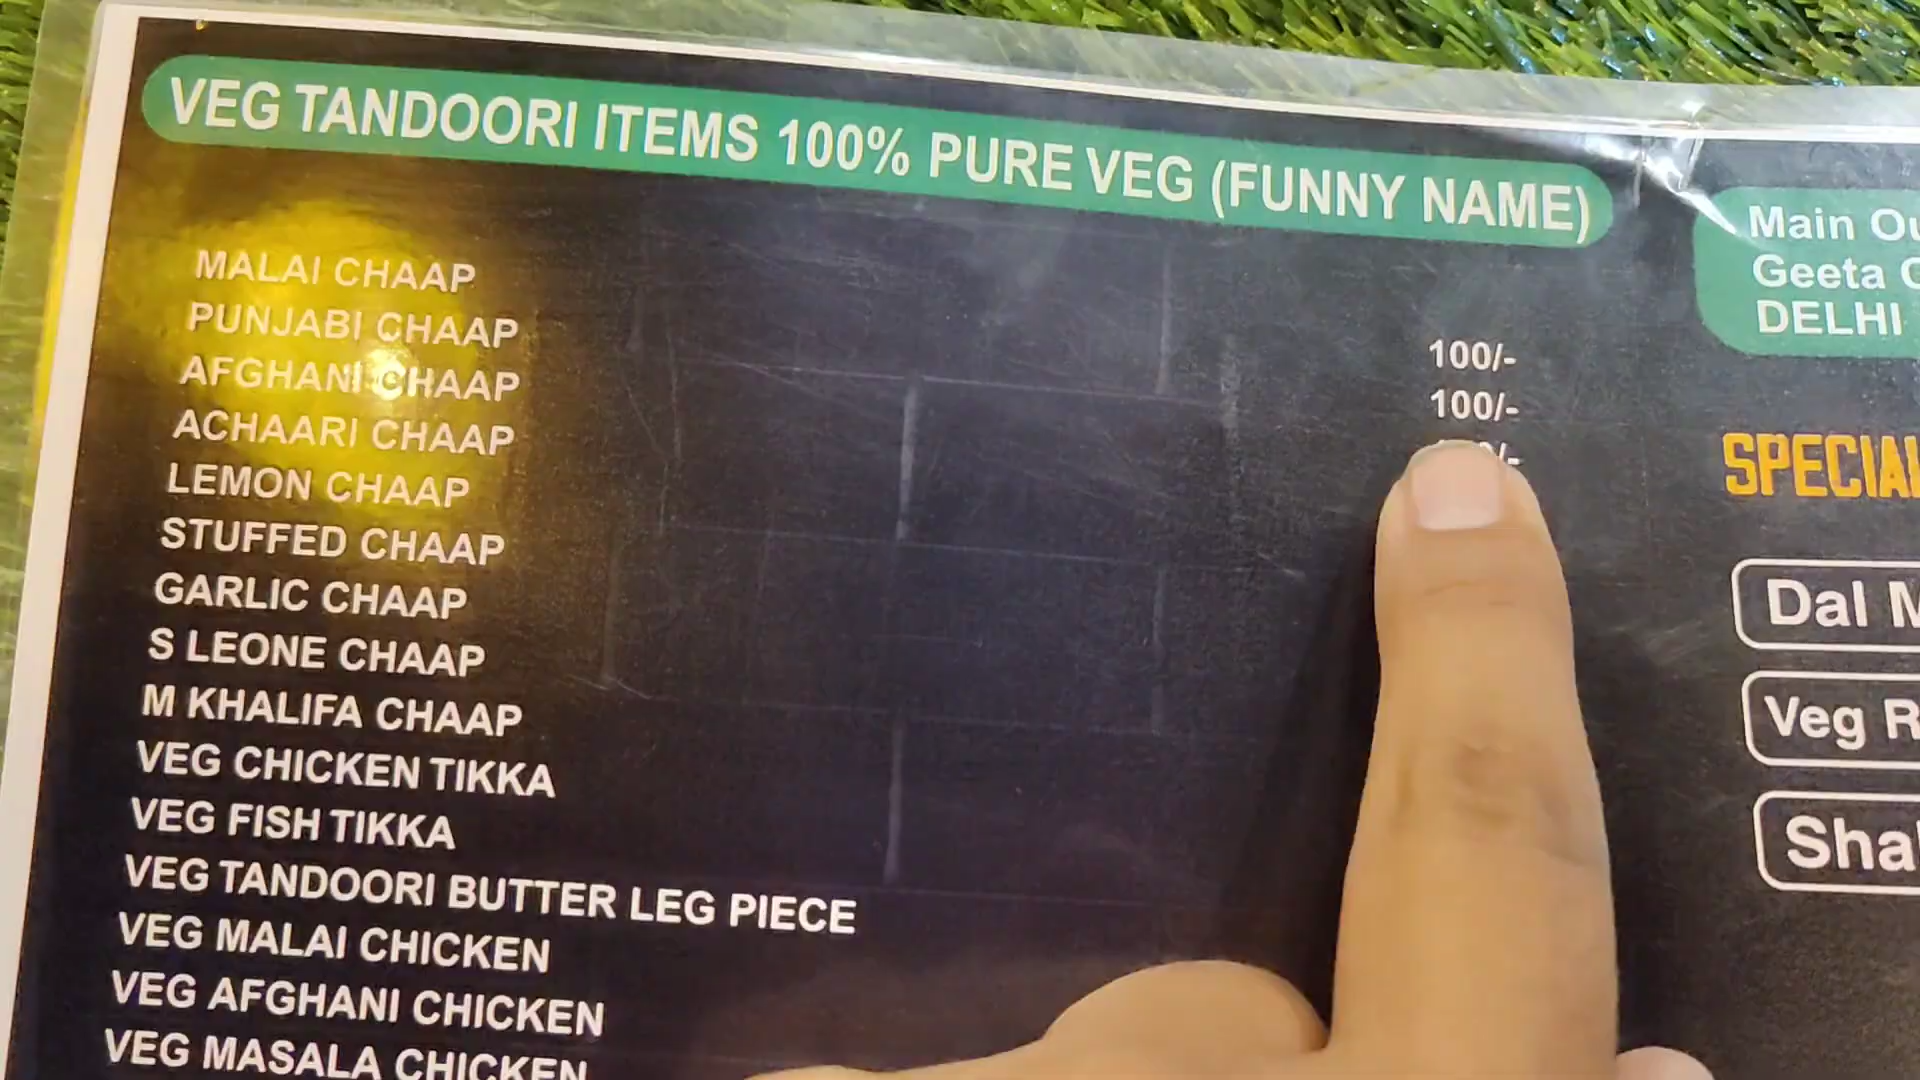 VEG TANDOORI ITEMS 100% PURE VEG (FUNNY NAME)
MALAI CHAAP 100/-
PUNJABI CHAAP 100/-
AFGHANI CHAAP
ACHAARI CHAAP
LEMON CHAAP
STUFFED CHAAP
GARLIC CHAAP
S LEONE CHAAP
M KHALIFA CHAAP
VEG CHICKEN TIKKA
VEG FISH TIKKA
VEG TANDOORI BUTTER LEG PIECE
VEG MALAI CHICKEN
VEG AFGHANI CHICKEN
VEG MASALA CHICKEN
Main
Geeta
DELHI
SPECIAL
Dal
Veg